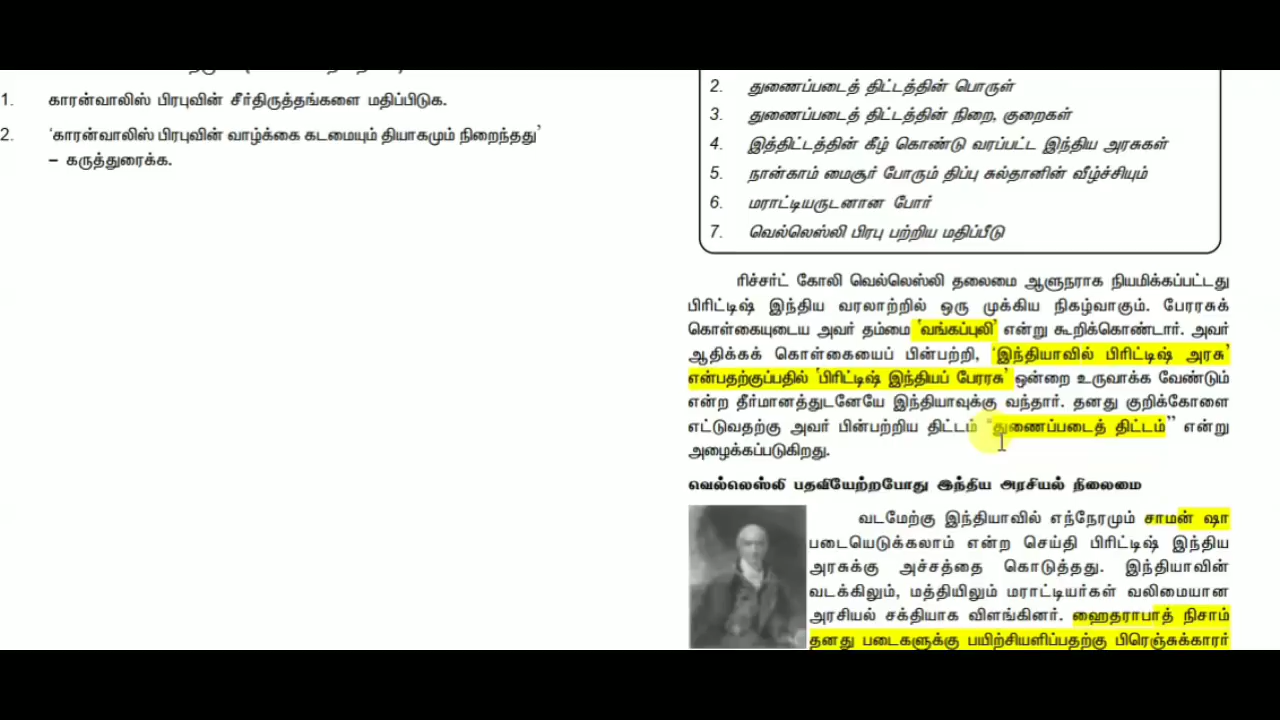 1. காரன்வாலிஸ் பிரபுவின் சீர்திருத்தங்களை மதிப்பிடுக.
2. 'காரன்வாலிஸ் பிரபுவின் வாழ்க்கை கடமையும் தியாகமும் நிறைந்தது'
– கருத்துரைக்க.
2. துணைப்படைத் திட்டத்தின் பொருள்
3. துணைப்படைத் திட்டத்தின் நிறை, குறைகள்
4. இத்திட்டத்தின் கீழ் கொண்டு வரப்பட்ட இந்திய அரசுகள்
5. நான்காம் மைசூர் போரும் திப்பு சுல்தானின் வீழ்ச்சியும்
6. மராட்டியருடனான போர்
7. வெல்லெஸ்லி பிரபு பற்றிய மதிப்பீடு
ரிச்சர்ட் கோலி வெல்லெஸ்லி தலைமை ஆளுநராக நியமிக்கப்பட்டது
பிரிட்டிஷ் இந்திய வரலாற்றில் ஒரு முக்கிய நிகழ்வாகும். பேரரசுக்
கொள்கையுடைய அவர் தம்மை 'வங்கப்புலி' என்று கூறிக்கொண்டார். அவர்
ஆதிக்கக் கொள்கையைப் பின்பற்றி, 'இந்தியாவில் பிரிட்டிஷ் அரசு'
என்பதற்குப்பதில் 'பிரிட்டிஷ் இந்தியப் பேரரசு' ஒன்றை உருவாக்க வேண்டும்
என்ற தீர்மானத்துடனேயே இந்தியாவுக்கு வந்தார். தனது குறிக்கோளை
எட்டுவதற்கு அவர் பின்பற்றிய திட்டம் "துணைப்படைத் திட்டம்" என்று
அழைக்கப்படுகிறது.
வெல்லெஸ்லி பதவியேற்றபோது இந்திய அரசியல் நிலைமை
வடமேற்கு இந்தியாவில் எந்நேரமும் சாமன் ஷா
படையெடுக்கலாம் என்ற செய்தி பிரிட்டிஷ் இந்திய
அரசுக்கு அச்சத்தை கொடுத்தது. இந்தியாவின்
வடக்கிலும், மத்தியிலும் மராட்டியர்கள் வலிமையான
அரசியல் சக்தியாக விளங்கினர். ஹைதராபாத் நிசாம்
தனது படைகளுக்கு பயிற்சியளிப்பதற்கு பிரெஞ்சுக்காரர்